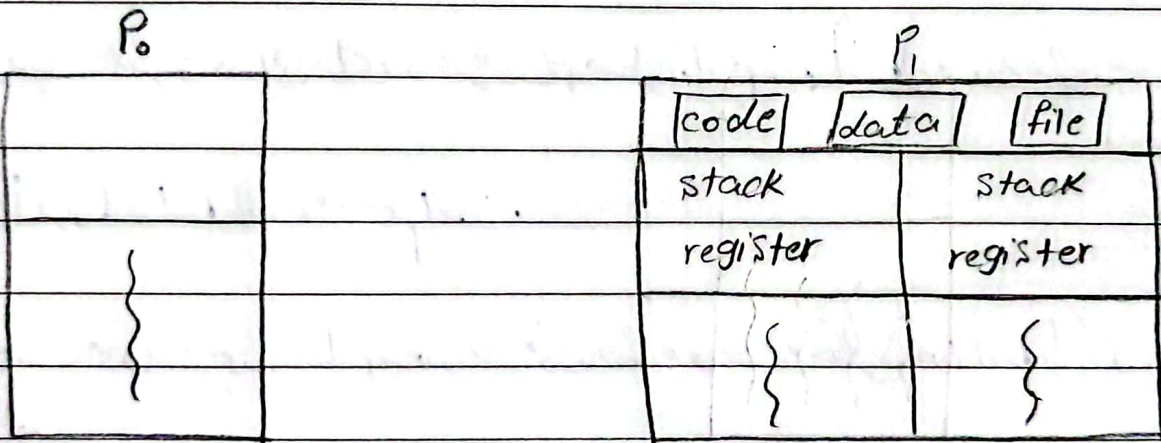 P₀ P₁
code data file
stack stack
register register